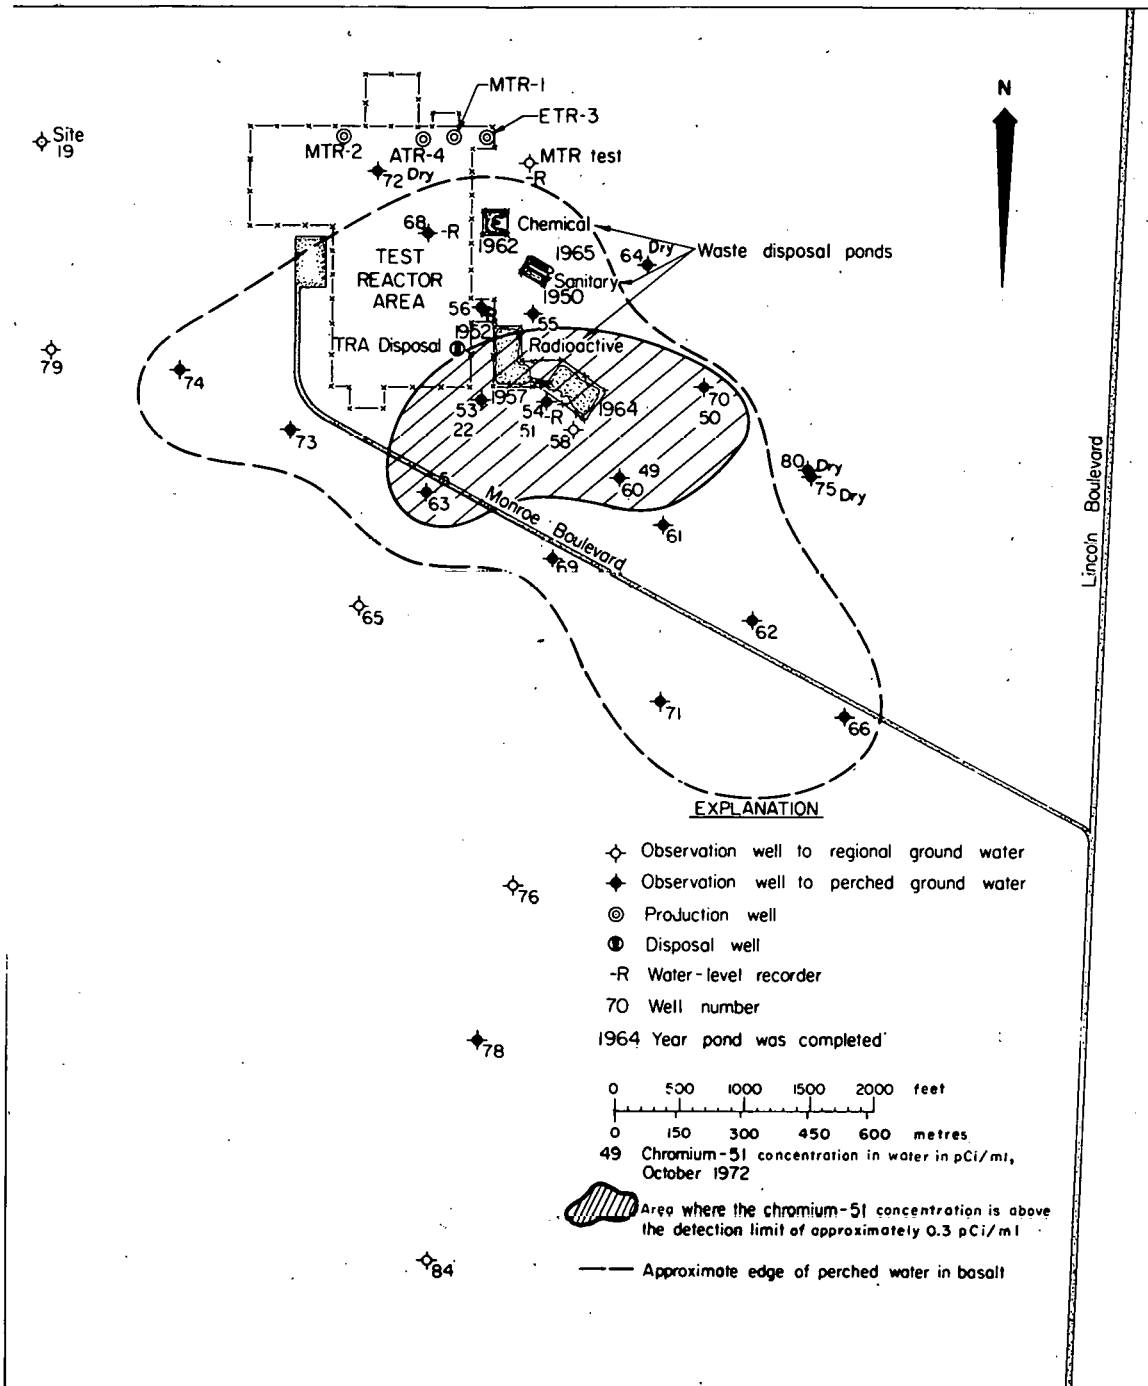 N
MTR-1
ETR-3
Site
19
MTR-2
ATR-4
MTR test
72 Dry
-R
68 -R
Chemical
1962
1965
64 Dry
Waste disposal ponds
TEST
REACTOR
AREA
Sanitary
1950
56
55
1952
TRA Disposal
Radioactive
79
74
53
22
1957
54 -R
51
1964
58
70
50
73
49
60
80 Dry
75 Dry
63
6
Monroe Boulevard
61
69
Lincoln Boulevard
65
62
71
66
EXPLANATION
Observation well to regional ground water
Observation well to perched ground water
76
Production well
Disposal well
-R Water-level recorder
70 Well number
1964 Year pond was completed
78
0 500 1000 1500 2000 feet
0 150 300 450 600 metres
49 Chromium-51 concentration in water in pCi/ml,
October 1972
Area where the chromium-51 concentration is above
the detection limit of approximately 0.3 pCi/ml
84
Approximate edge of perched water in basalt